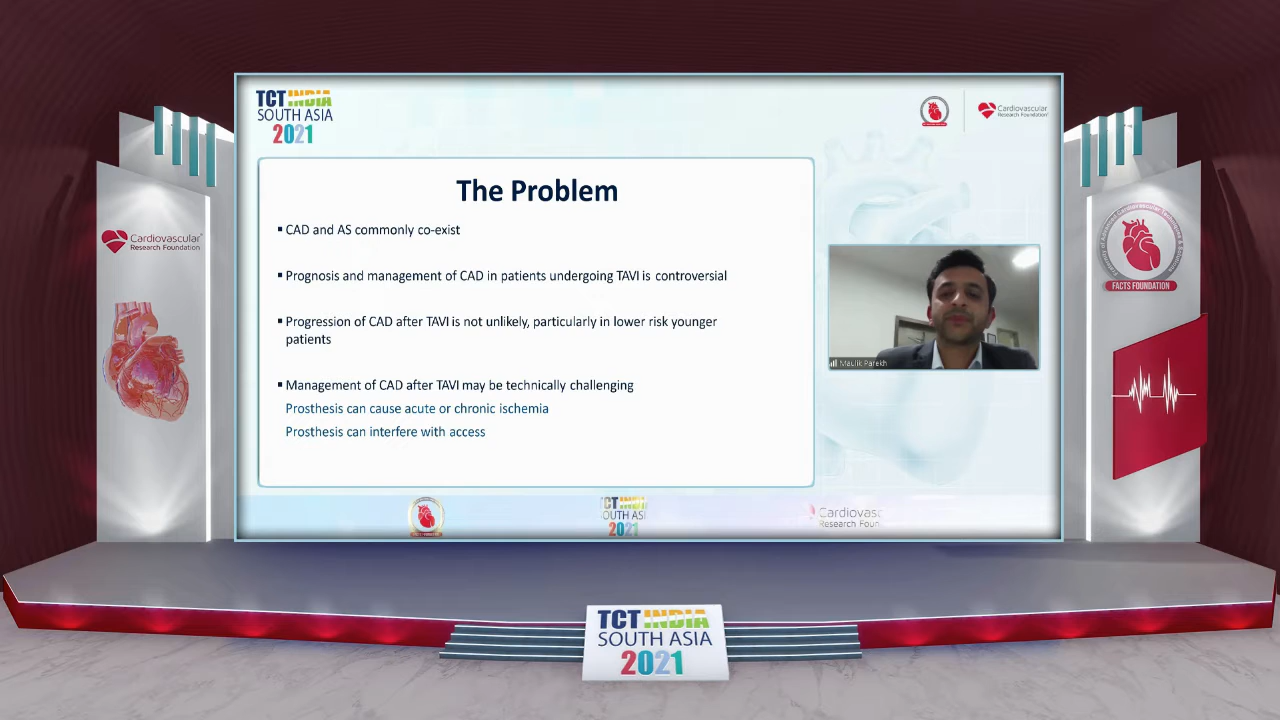 TCT INDIA
SOUTH ASIA
2021
Cardiovascular
Research Foundation
The Problem
▪ CAD and AS commonly co-exist
▪ Prognosis and management of CAD in patients undergoing TAVI is controversial
▪ Progression of CAD after TAVI is not unlikely, particularly in lower risk younger
patients
▪ Management of CAD after TAVI may be technically challenging
Prosthesis can cause acute or chronic ischemia
Prosthesis can interfere with access
Maulik Parekh
Cardiovascular
Research Foundation
FACTS FOUNDATION
TCT INDIA
SOUTH ASI
2021
Cardiovasc
Research Foun
TCT INDIA
SOUTH ASIA
2021